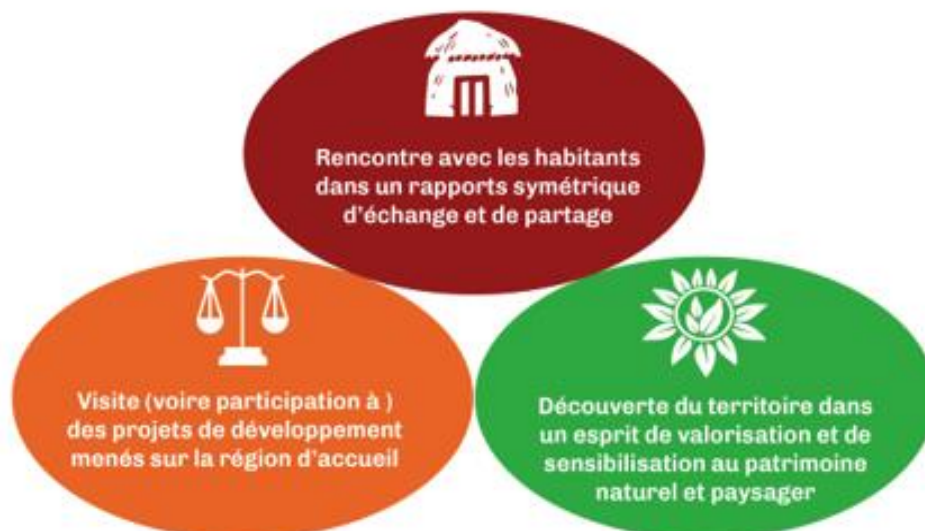 Rencontre avec les habitants
dans un rapports symétrique
d'échange et de partage
Visite (voire participation à )
des projets de développement
menés sur la région d'accueil
Découverte du territoire dans
un esprit de valorisation et de
sensibilisation au patrimoine
naturel et paysager